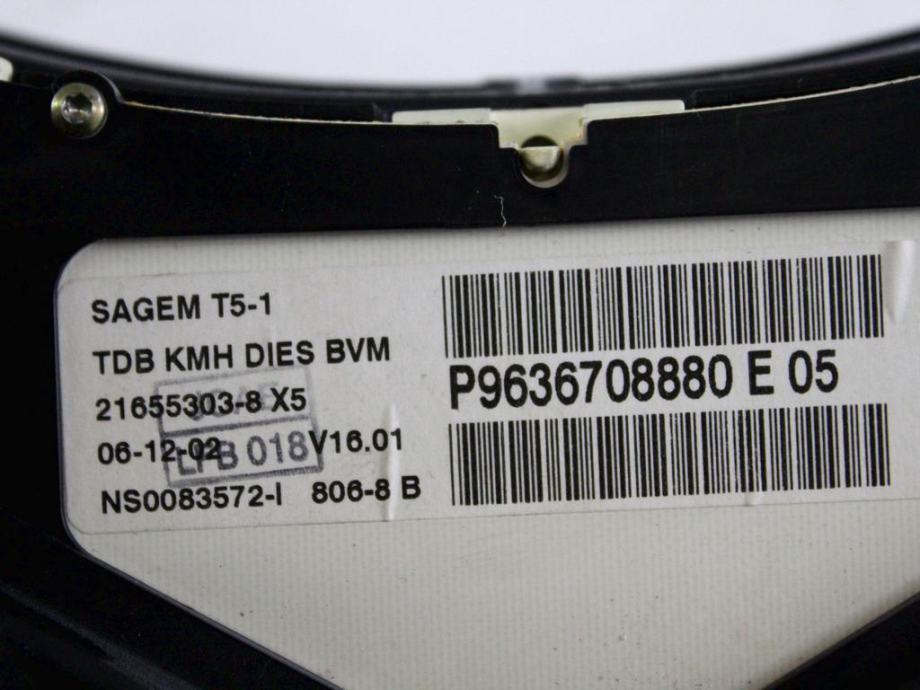 SAGEM T5-1
TDB KMH DIES BVM
21655303-8 X5
06-12-02 V16.01
LFB 018
NS0083572-I 806-8 B
P9636708880 E 05